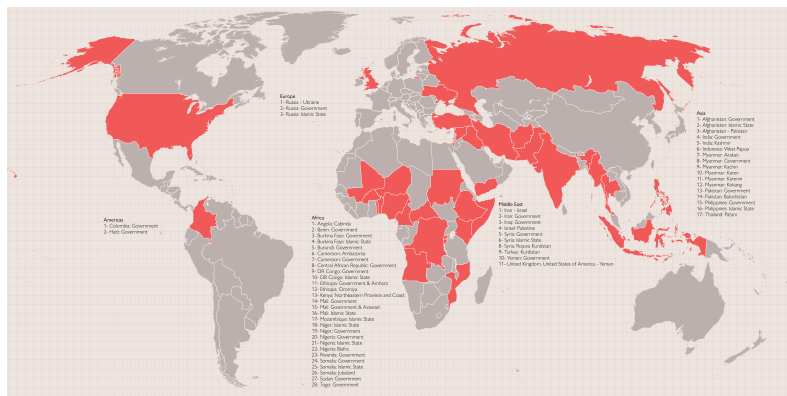 Europe
1- Russia - Ukraine
2- Russia: Government
3- Russia: Islamic State
Asia
1- Afghanistan: Government
2- Afghanistan: Islamic State
3- Afghanistan - Pakistan
4- India: Government
5- India: Kashmir
6- Indonesia: West Papua
7- Myanmar: Arakan
8- Myanmar: Government
9- Myanmar: Kachin
10- Myanmar: Karen
11- Myanmar: Karenni
12- Myanmar: Kokang
13- Pakistan: Government
14- Pakistan: Balochistan
15- Philippines: Government
16- Philippines: Islamic State
17- Thailand: Patani
Americas
1- Colombia: Government
2- Haiti: Government
Africa
1- Angola: Cabinda
2- Benin: Government
3- Burkina Faso: Government
4- Burkina Faso: Islamic State
5- Burundi: Government
6- Cameroon: Ambazonia
7- Cameroon: Government
8- Central African Republic: Government
9- DR Congo: Government
10- DR Congo: Islamic State
11- Ethiopia: Government & Amhara
12- Ethiopia: Oromiya
13- Kenya: Northeastern Province and Coast
14- Mali: Government
15- Mali: Government & Azawad
16- Mali: Islamic State
17- Mozambique: Islamic State
18- Niger: Islamic State
19- Niger: Government
20- Nigeria: Government
21- Nigeria: Islamic State
22- Nigeria: Biafra
23- Rwanda: Government
24- Somalia: Government
25- Somalia: Islamic State
26- Somalia: Jubaland
27- Sudan: Government
28- Togo: Government
Middle East
1- Iran - Israel
2- Iran: Government
3- Iraq: Government
4- Israel: Palestine
5- Syria: Government
6- Syria: Islamic State
8- Syria: Rojova Kurdistan
9- Turkey: Kurdistan
10- Yemen: Government
11- United Kingdom, United States of America - Yemen